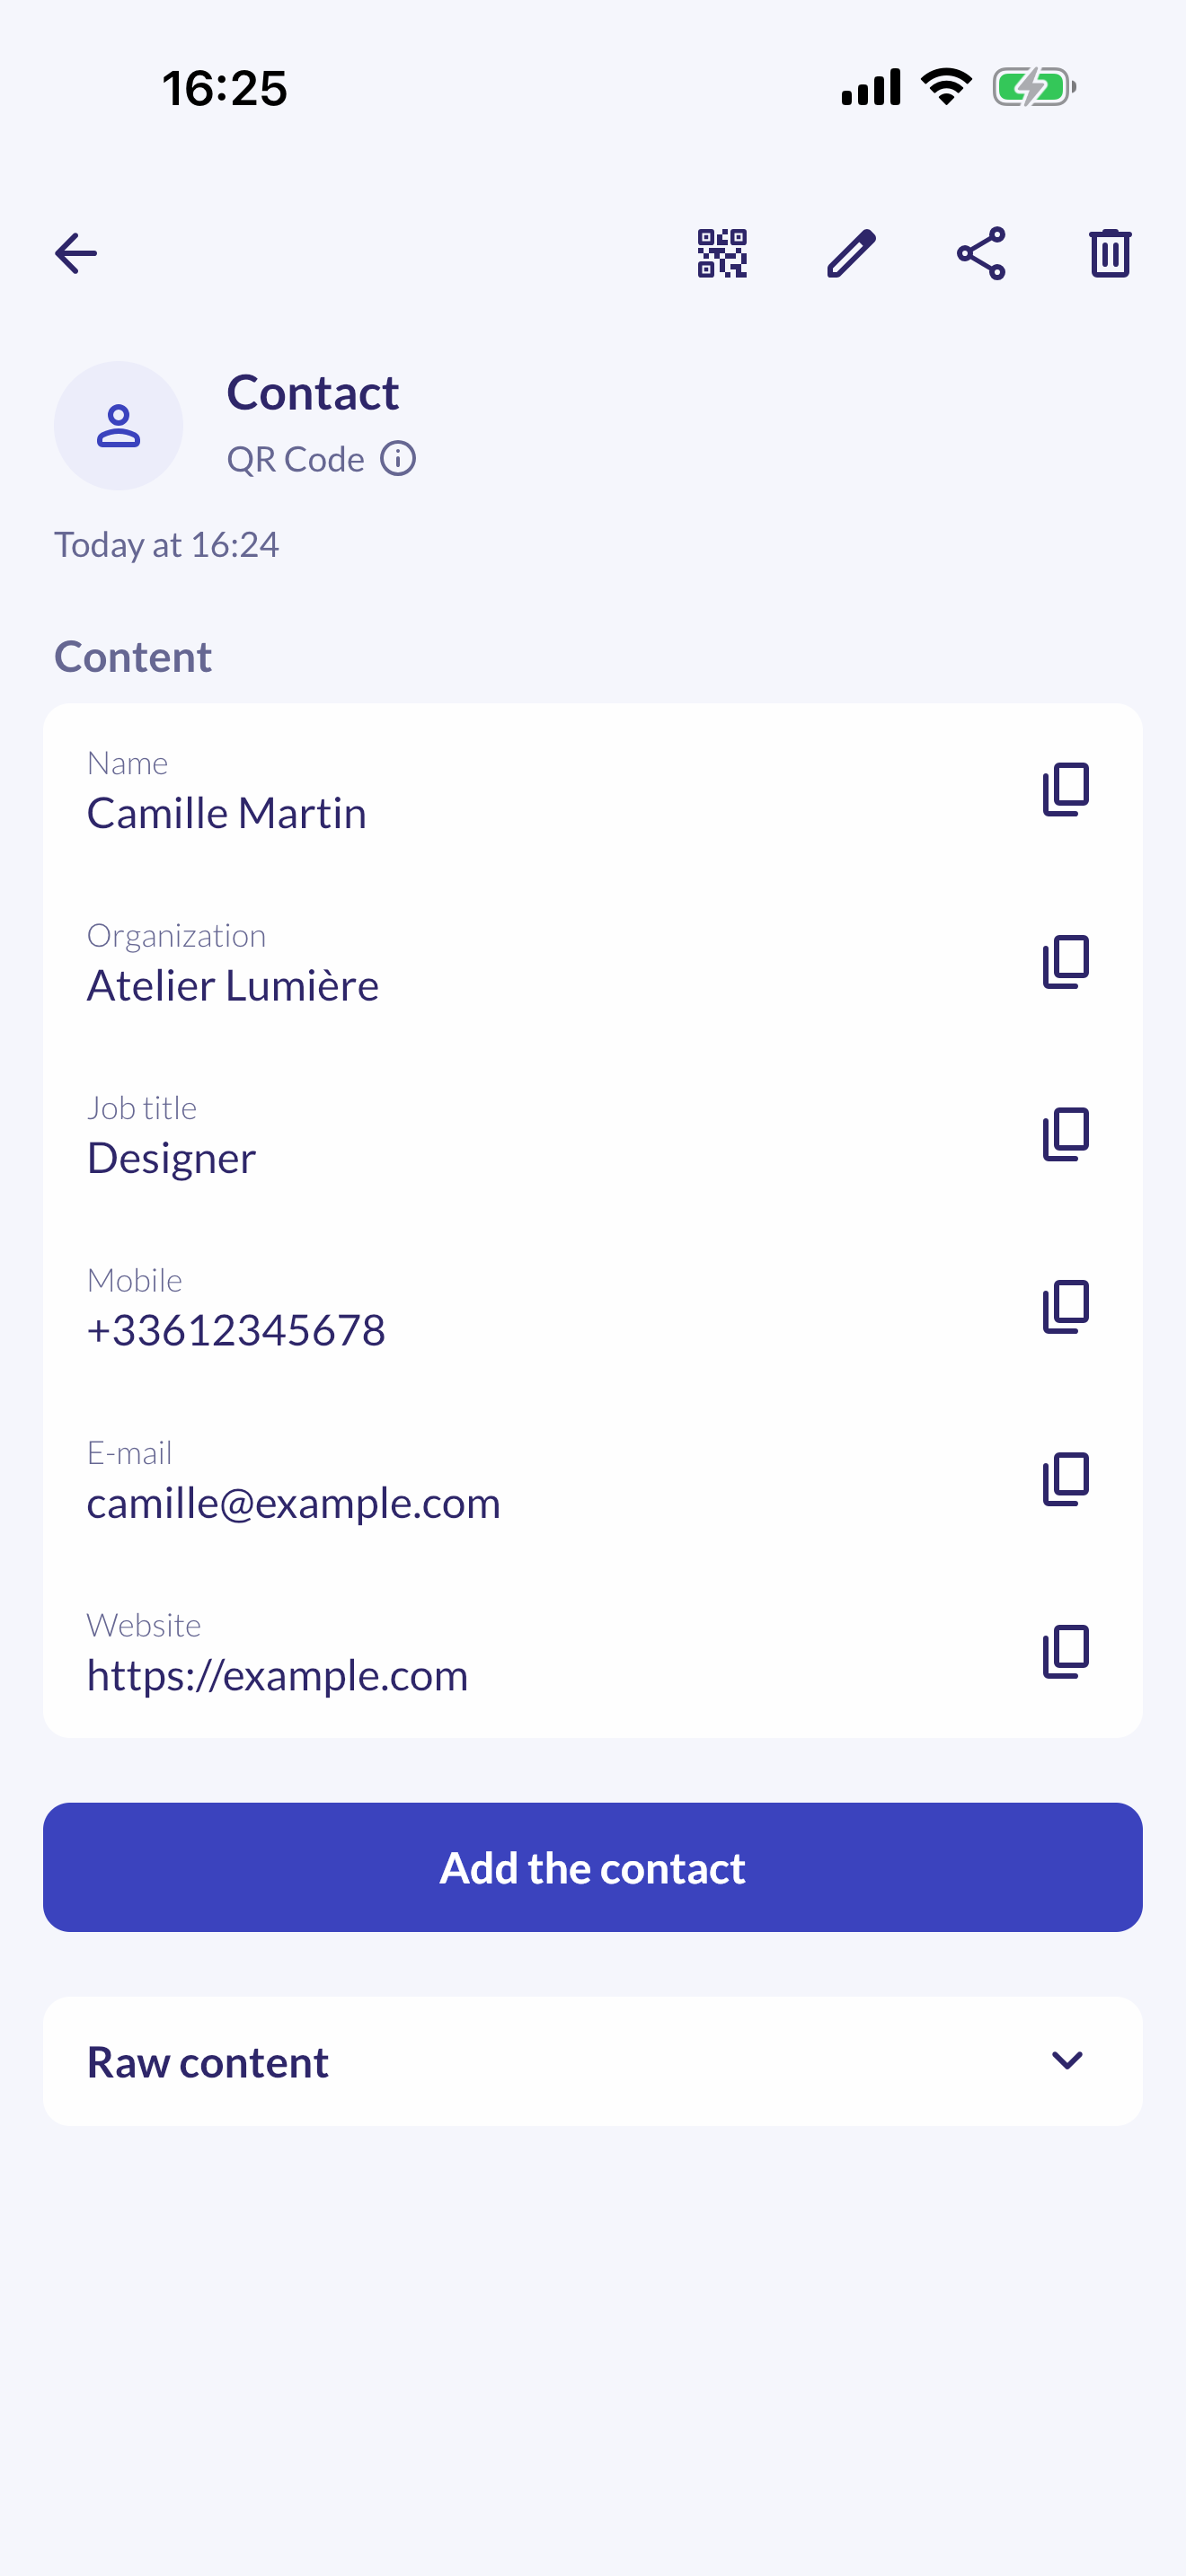 16:25
Contact
QR Code
Today at 16:24
Content
Name
Camille Martin
Organization
Atelier Lumière
Job title
Designer
Mobile
+33612345678
E-mail
camille@example.com
Website
https://example.com
Add the contact
Raw content